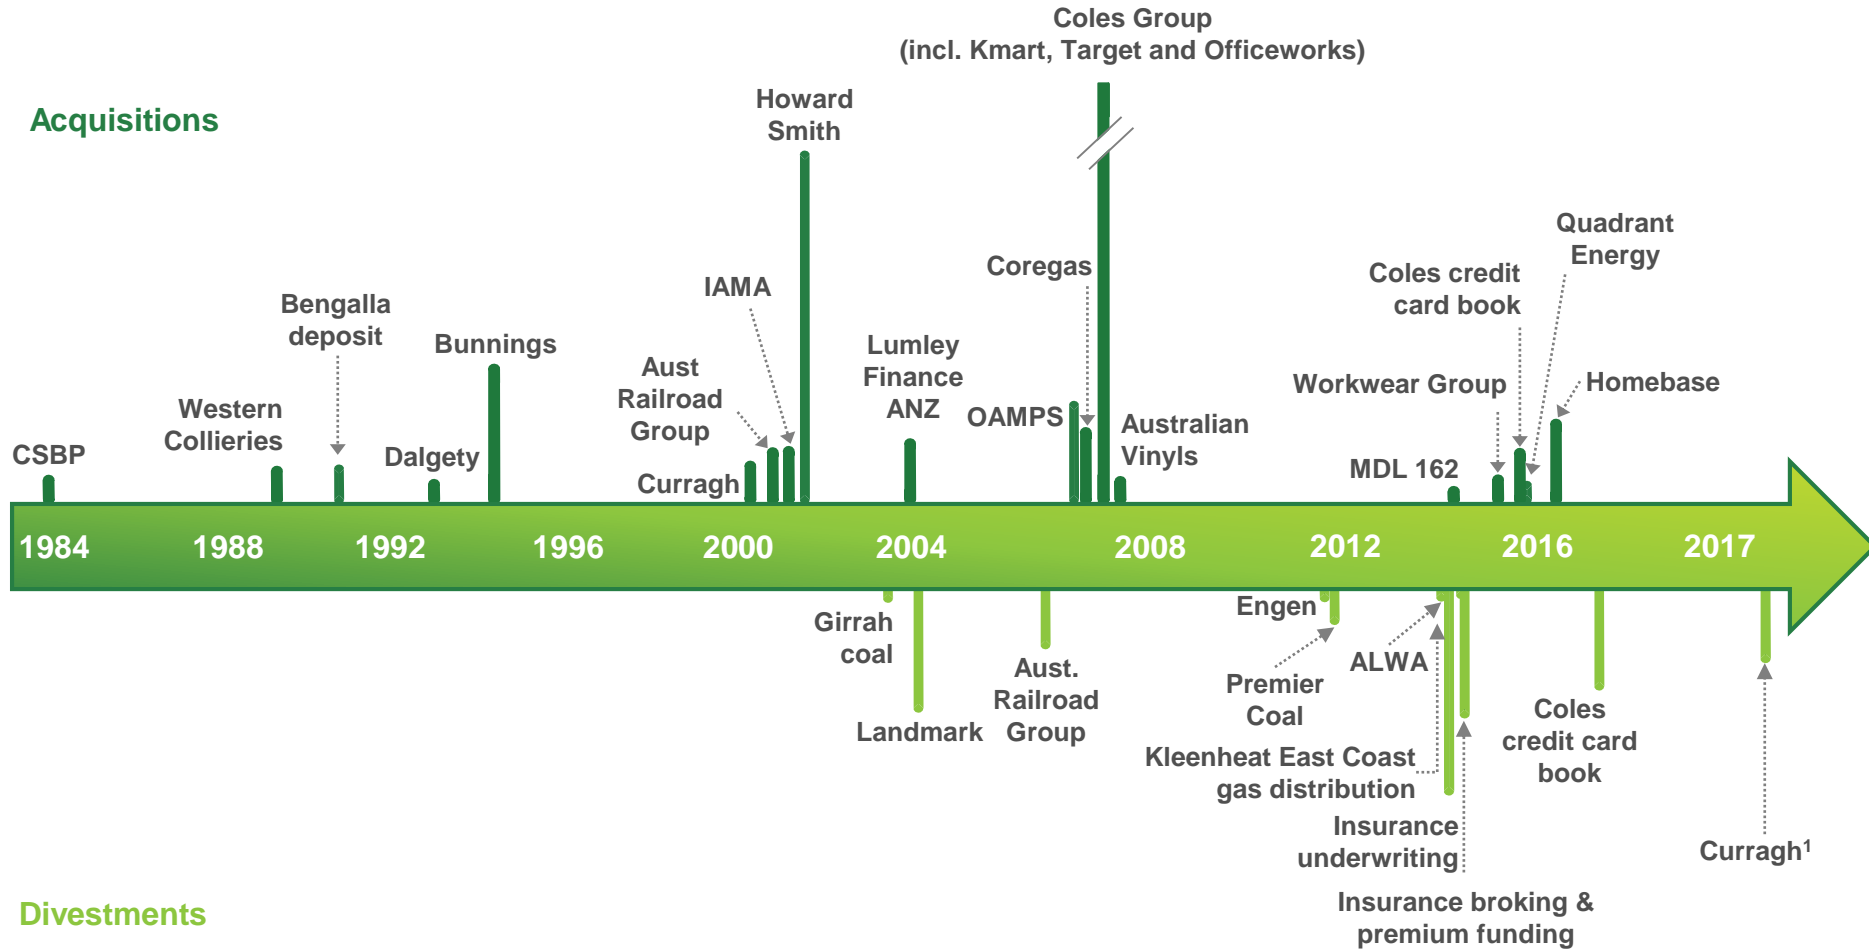 Coles Group
(incl. Kmart, Target and Officeworks)
Acquisitions
Howard
Smith
Quadrant
Energy
Coregas
Coles credit
card book
IAMA
Bengalla
deposit
Bunnings
Lumley
Finance
ANZ
Aust
Railroad
Group
Workwear Group
Homebase
Western
Collieries
OAMPS
Australian
Vinyls
CSBP
Dalgety
Curragh
MDL 162
1984 1988 1992 1996 2000 2004 2008 2012 2016 2017
Girrah
coal
Engen
Aust.
Railroad
Group
ALWA
Premier
Coal
Landmark
Coles
credit card
book
Kleenheat East Coast
gas distribution
Insurance
underwriting
Curragh¹
Divestments
Insurance broking &
premium funding